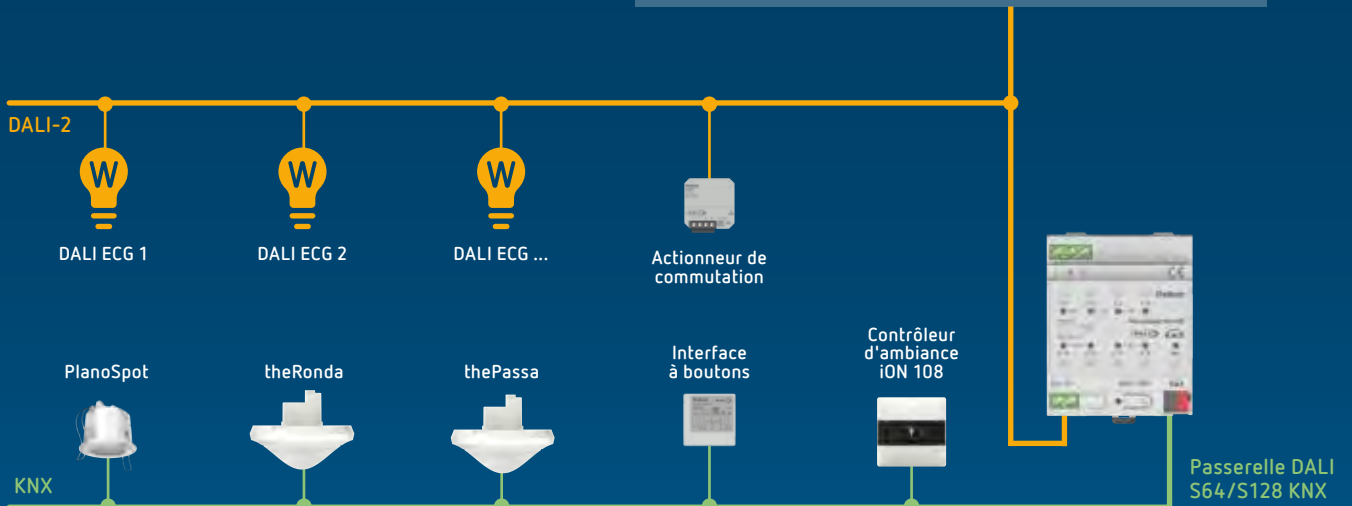 DALI-2
W
W
W
DALI ECG 1
DALI ECG 2
DALI ECG ...
Actionneur de
commutation
PlanoSpot
theRonda
thePassa
Interface
à boutons
Contrôleur
d'ambiance
iON 108
KNX
Passerelle DALI
S64/S128 KNX